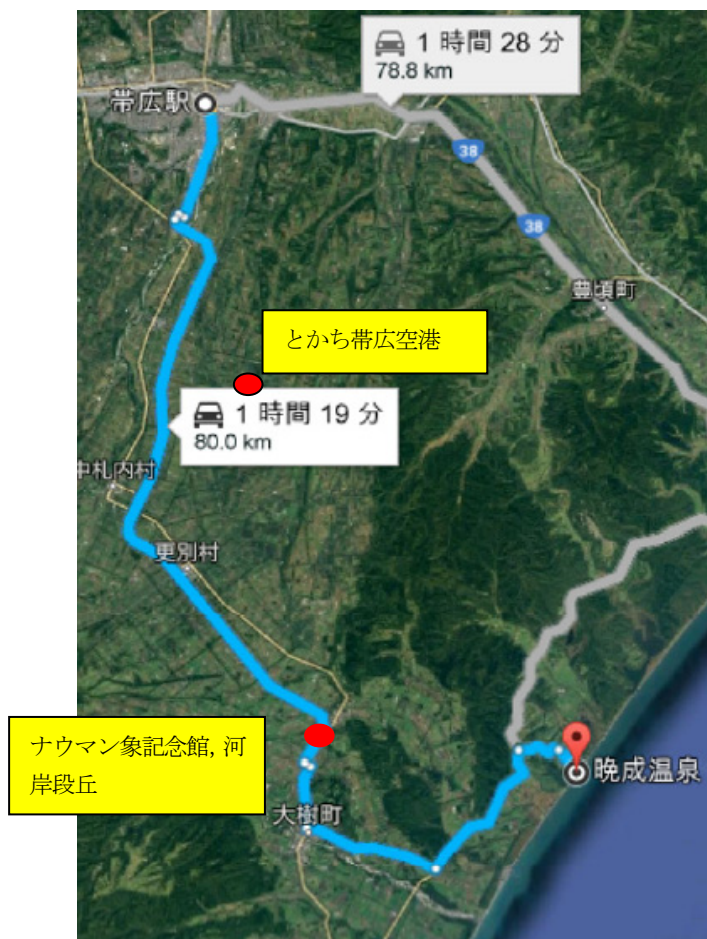 1 時間 28 分
78.8 km
帯広駅
38
38
豊頃町
とかち帯広空港
1 時間 19 分
80.0 km
中札内村
更別村
ナウマン象記念館, 河
岸段丘
晩成温泉
大樹町